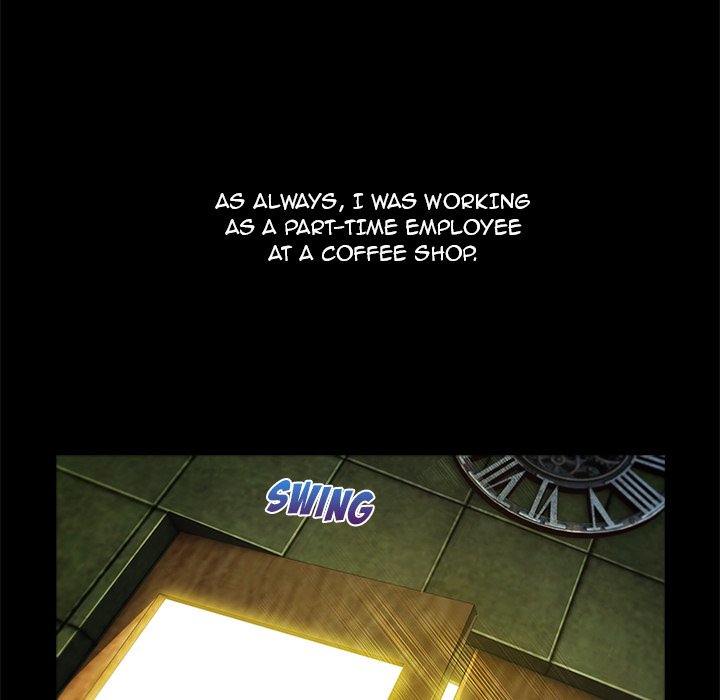 AS ALWAYS, I WAS WORKING
AS A PART-TIME EMPLOYEE
AT A COFFEE SHOP.
SWING